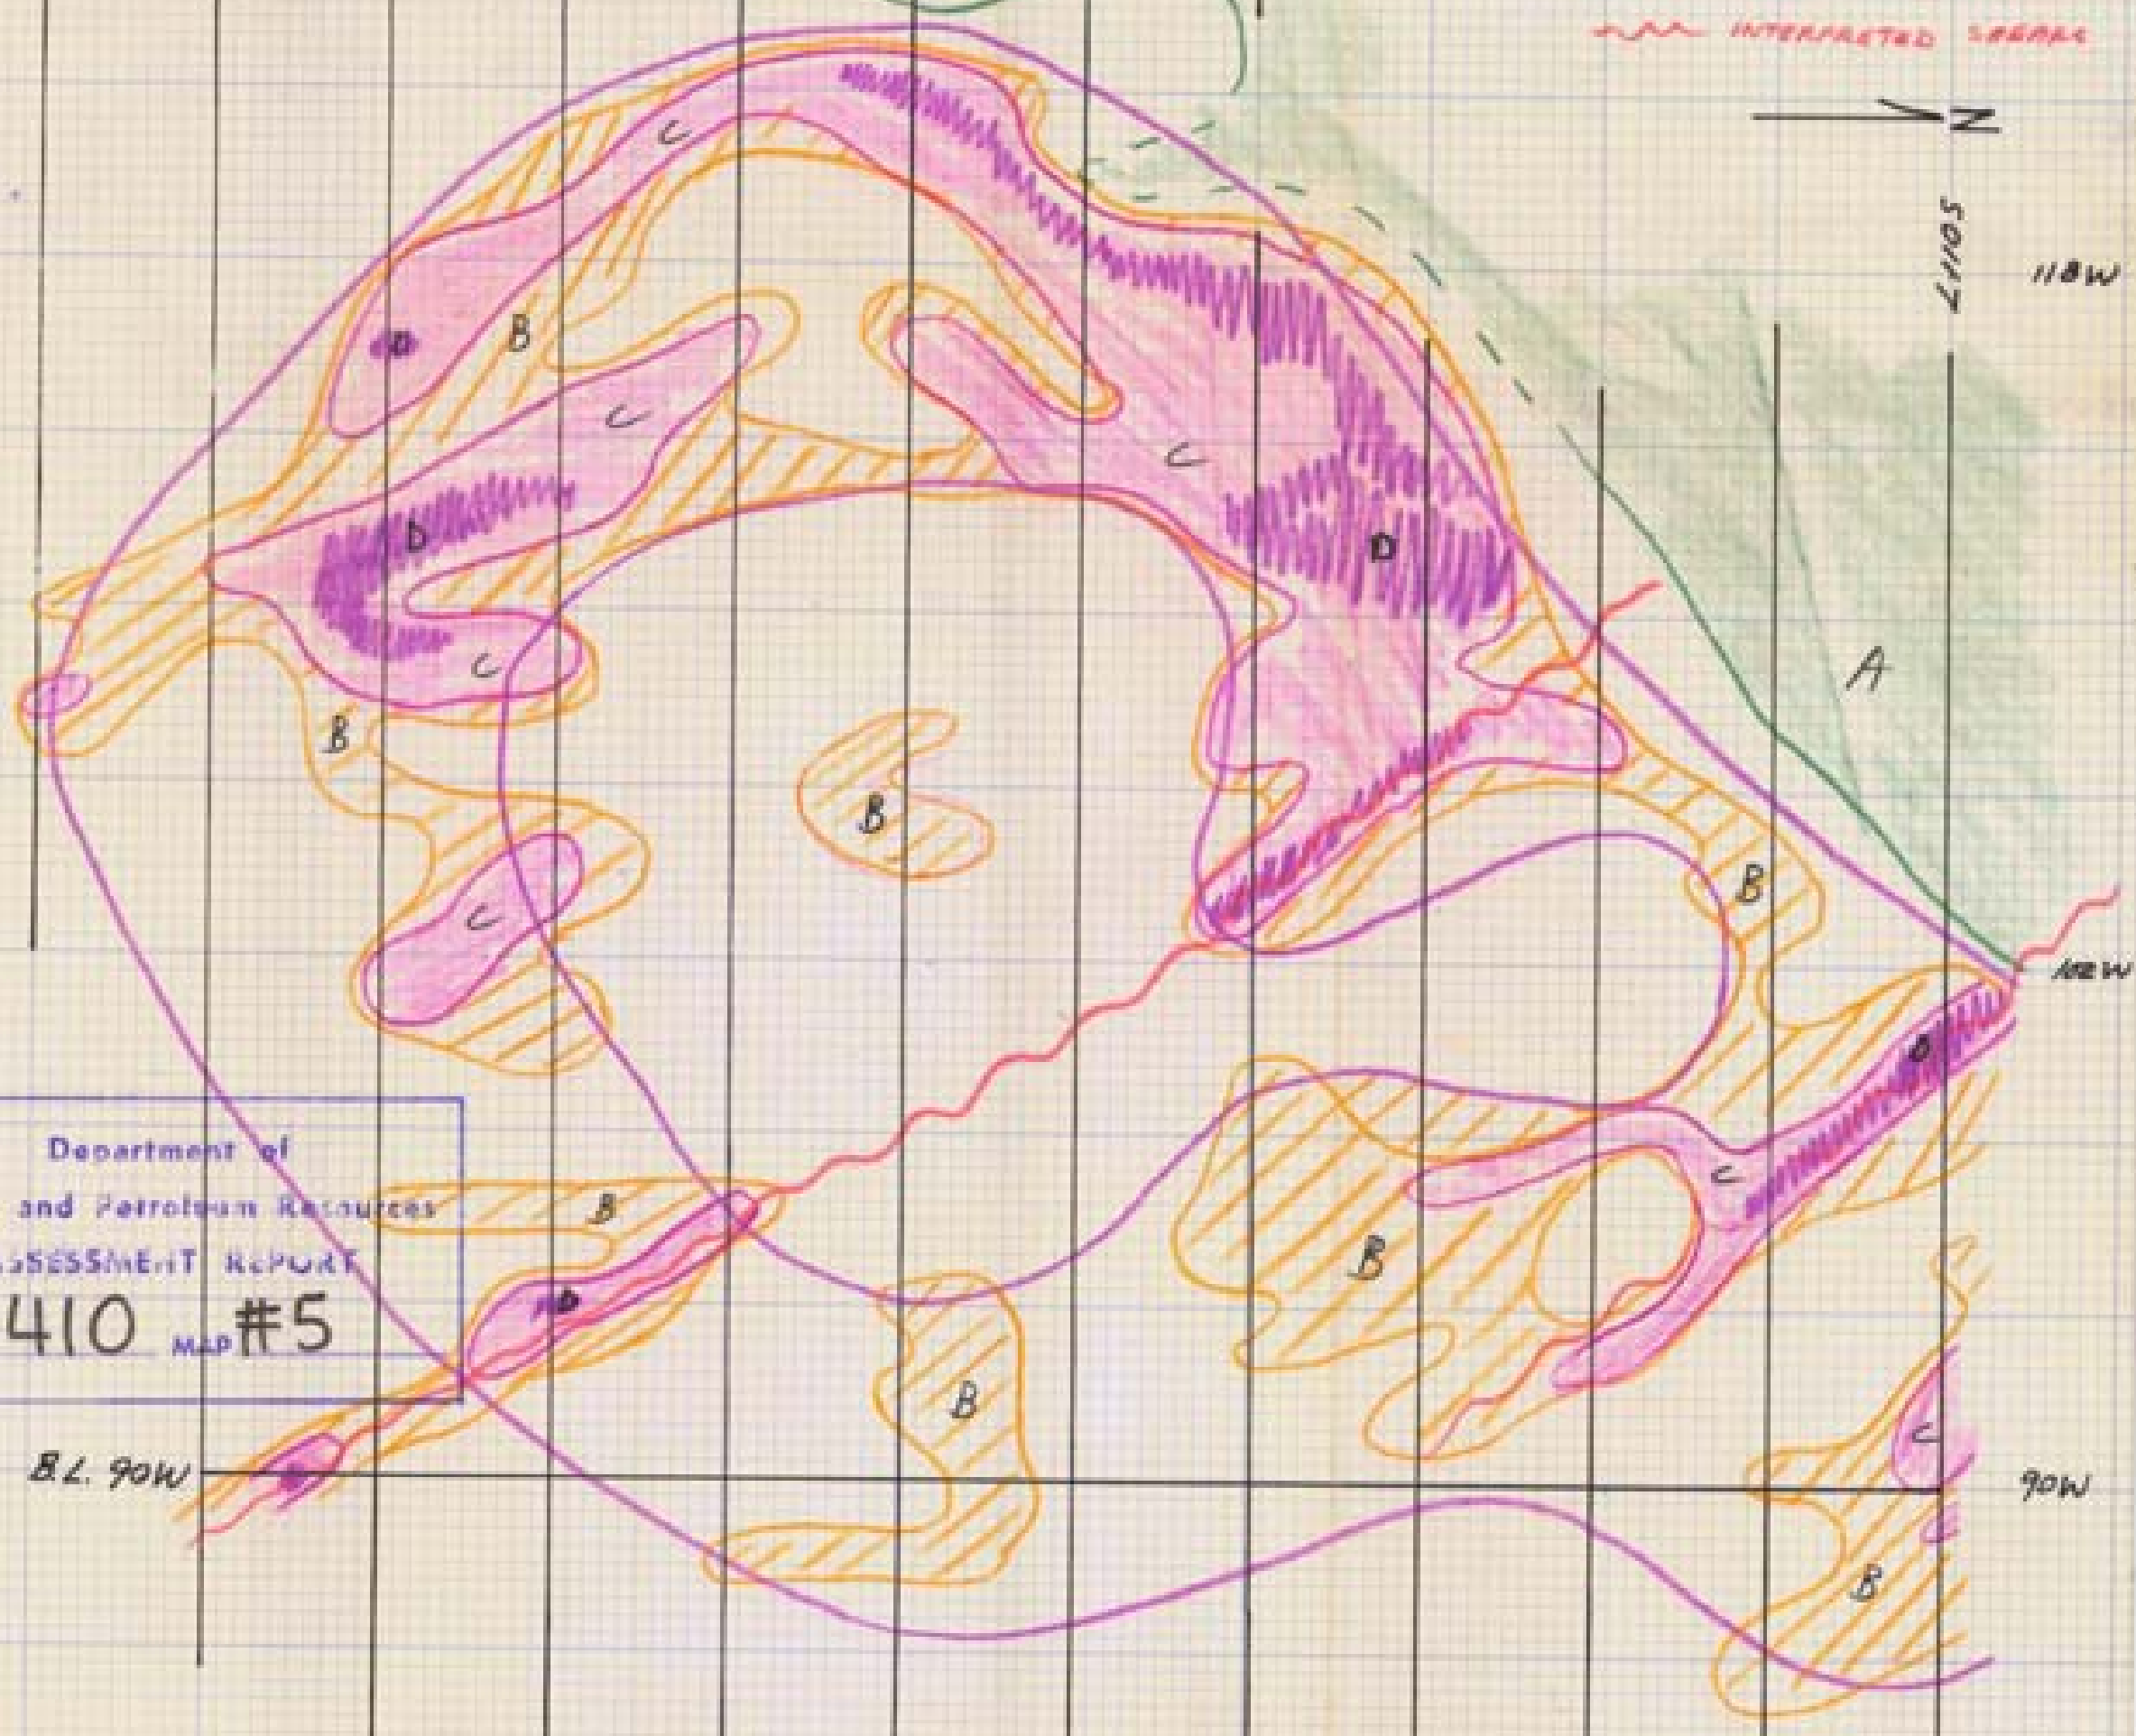 INTERPRETED SHEARS
N
L110S
118W
C
B
D
C
C
D
D
C
A
B
B
B
C
102W
D
Department of
and Petroleum Resources
ASSESSMENT REPORT
410 MAP #5
B
D
C
B
B
C
B.L. 90W
90W
B